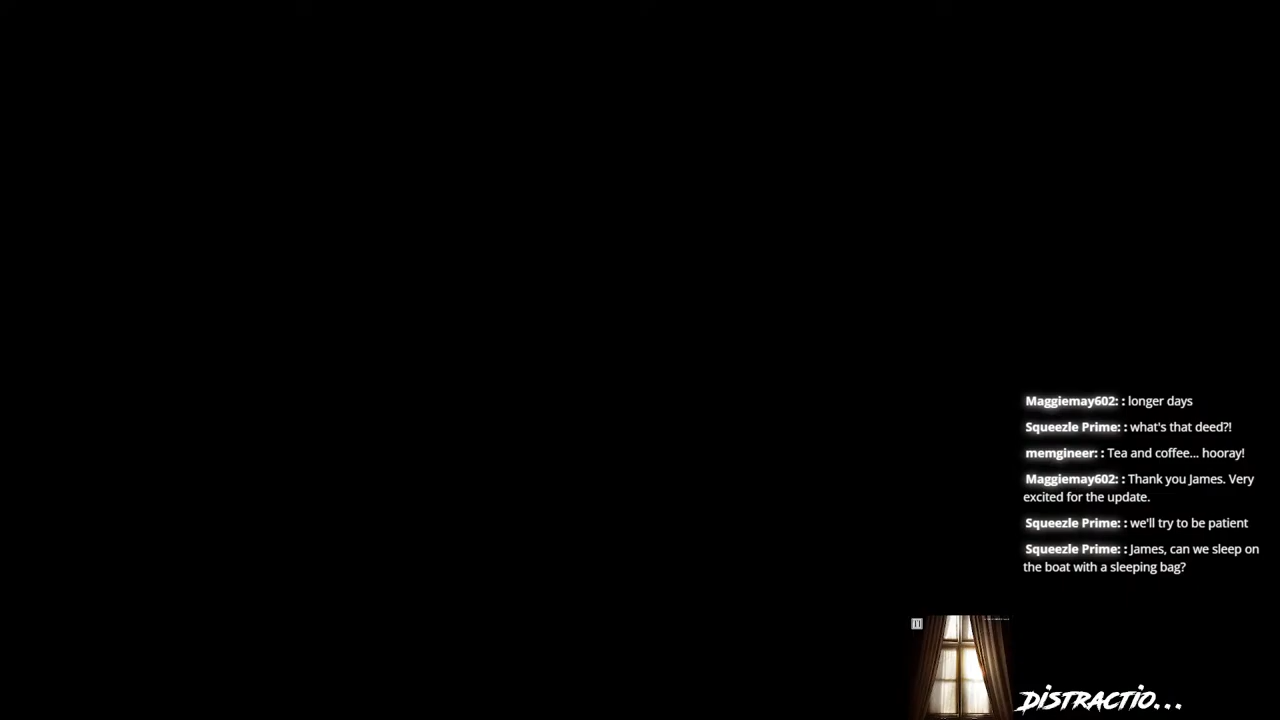 Maggiemay602: : longer days
Squeezle Prime: : what's that deed?!
memgineer: : Tea and coffee... hooray!
Maggiemay602: : Thank you James. Very
excited for the update.
Squeezle Prime: : we'll try to be patient
Squeezle Prime: : James, can we sleep on
the boat with a sleeping bag?
DISTRACTIO...